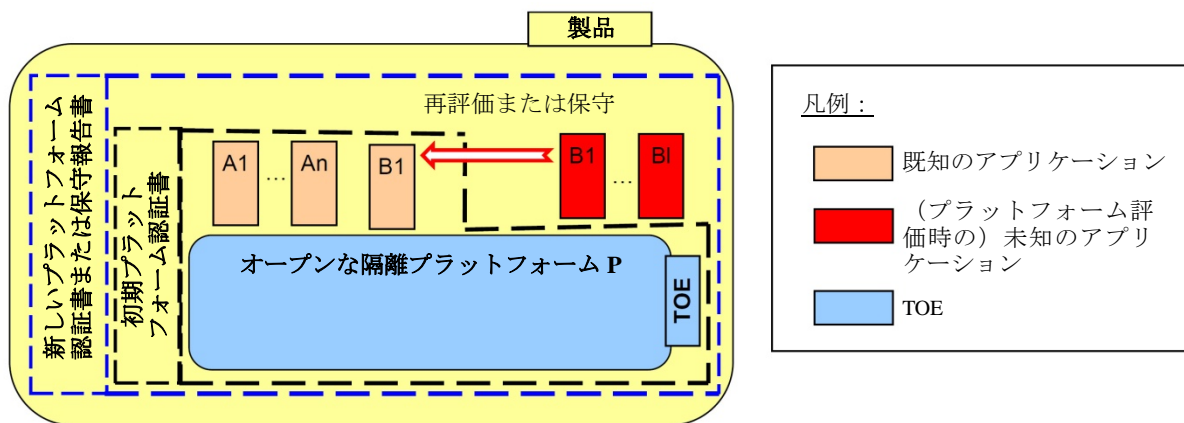 製品
新しいプラットフォーム
認証書または保守報告書
初期プラット
フォーム認証書
再評価または保守
A1
...
An
B1
B1
...
Bl
オープンな隔離プラットフォーム P
TOE
凡例：
既知のアプリケーション
（プラットフォーム評
価時の）未知のアプリ
ケーション
TOE